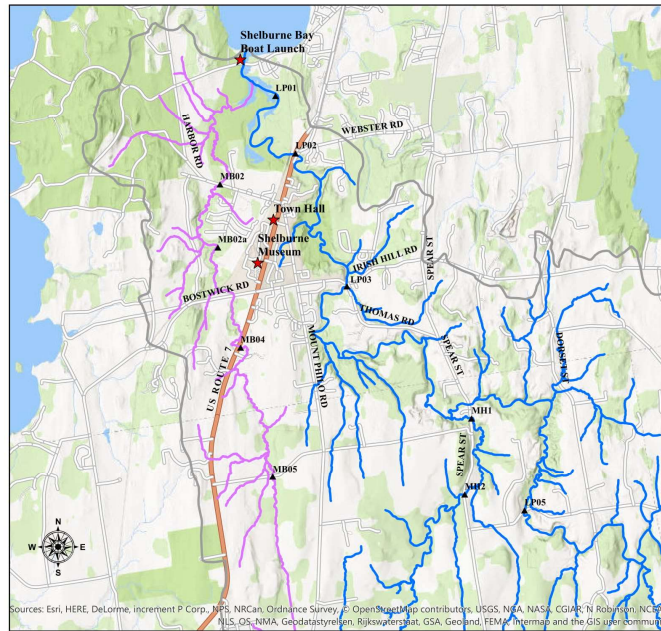 Shelburne Bay
Boat Launch
LP01
HARBOR RD
WEBSTER RD
LP02
MB02
Town Hall
MB02a
Shelburne
Museum
IRISH HILL RD
SPEAR ST
LP03
BOSTWICK RD
THOMAS RD
MOUNT PHILO RD
SPEAR ST
DORSET ST
MB04
US ROUTE 7
MH1
SPEAR ST
MB05
MH2
LP05
N
W
E
S
Sources: Esri, HERE, DeLorme, increment P Corp., NPS, NRCan, Ordnance Survey, © OpenStreetMap contributors, USGS, NGA, NASA, CGIAR, N Robinson, NCE
NLS, OS, NMA, Geodatastyrelsen, Rijkswaterstaat, GSA, Geoland, FEMA, Intermap and the GIS user commun